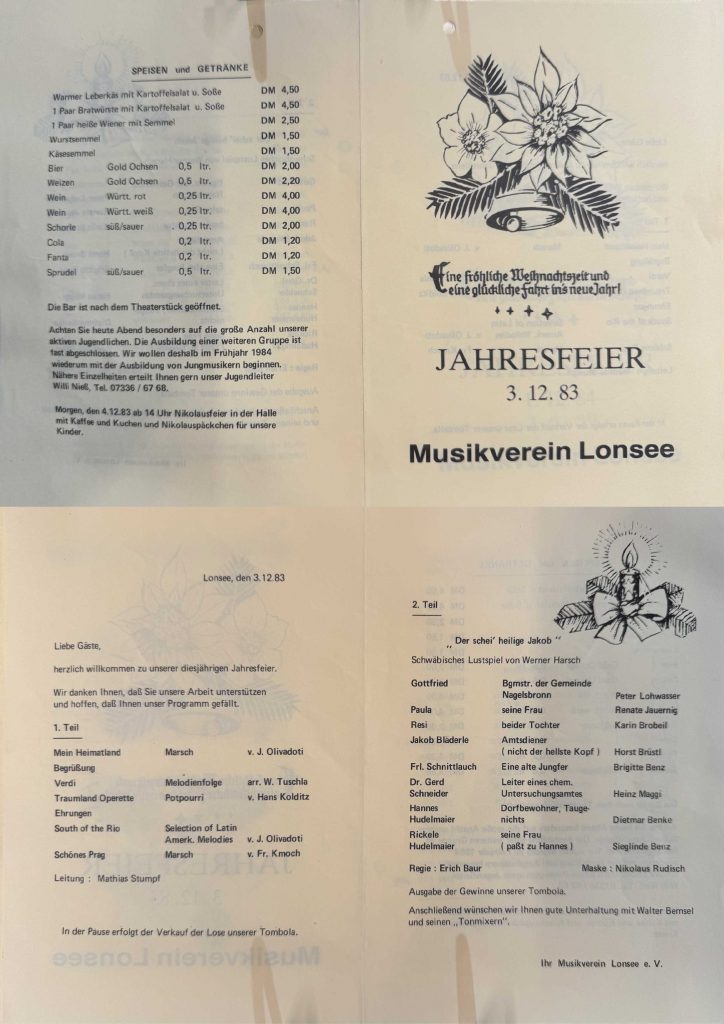 SPEISEN und GETRÄNKE
Warmer Leberkäs mit Kartoffelsalat u. Soße DM 4,50
1 Paar Bratwürste mit Kartoffelsalat u. Soße DM 4,50
1 Paar heiße Wiener mit Semmel DM 2,50
Wurstsemmel DM 1,50
Käsesemmel DM 1,50
Bier Gold Ochsen 0,5 ltr. DM 2,00
Weizen Gold Ochsen 0,5 ltr. DM 2,20
Wein Württ. rot 0,25 ltr. DM 4,00
Wein Württ. weiß 0,25 ltr. DM 4,00
Schorle süß/sauer 0,25 ltr. DM 2,00
Cola 0,2 ltr. DM 1,20
Fanta 0,2 ltr. DM 1,20
Sprudel süß/sauer 0,5 ltr. DM 1,50
Die Bar ist nach dem Theaterstück geöffnet.
Achten Sie heute Abend besonders auf die große Anzahl unserer
aktiven Jugendlichen. Die Ausbildung einer weiteren Gruppe ist
fast abgeschlossen. Wir wollen deshalb im Frühjahr 1984
wiederum mit der Ausbildung von Jungmusikern beginnen.
Nähers Einzelheiten erteilt Ihnen gern unser Jugendleiter
Willi Nieß, Tel. 07336 / 67 68.
Morgen, den 4.12.83 ab 14 Uhr Nikolausfeier in der Halle
mit Kaffee und Kuchen und Nikolauspäckchen für unsere
Kinder.
Eine fröhliche Weihnachtszeit und
eine glückliche Fahrt ins neue Jahr!
JAHRESFEIER
3. 12. 83
Musikverein Lonsee
Lonsee, den 3.12.83
Liebe Gäste,
herzlich willkommen zu unserer diesjährigen Jahresfeier.
Wir danken Ihnen, daß Sie unsere Arbeit unterstützen
und hoffen, daß Ihnen unser Programm gefällt.
1. Teil
Mein Heimatland Marsch v. J. Olivadoti
Begrüßung
Verdi Melodienfolge arr. W. Tuschla
Traumland Operette Potpourri v. Hans Kolditz
Ehrungen
South of the Rio Selection of Latin
Amerk. Melodies v. J. Olivadoti
Schönes Prag Marsch v. Fr. Kmoch
Leitung : Mathias Stumpf
In der Pause erfolgt der Verkauf der Lose unserer Tombola.
2. Teil
„ Der schei' heilige Jakob "
Schwäbisches Lustspiel von Werner Harsch
Gottfried Bgmstr. der Gemeinde
Nagelsbronn Peter Lohwasser
Paula seine Frau Renate Jauernig
Resi beider Tochter Karin Brobeil
Jakob Bläderle Amtsdiener
( nicht der hellste Kopf ) Horst Brüstl
Frl. Schnittlauch Eine alte Jungfer Brigitte Benz
Dr. Gerd Leiter eines chem.
Schneider Untersuchungsamtes Heinz Maggi
Hannes Dorfbewohner, Tauge-
Hudelmaier nichts Dietmar Benke
Rickele seine Frau
Hudelmaier ( paßt zu Hannes ) Sieglinde Benz
Regie : Erich Baur Maske : Nikolaus Rudisch
Ausgabe der Gewinne unserer Tombola.
Anschließend wünschen wir Ihnen gute Unterhaltung mit Walter Bemsel
und seinen „Tonmixern".
Ihr Musikverein Lonsee e. V.